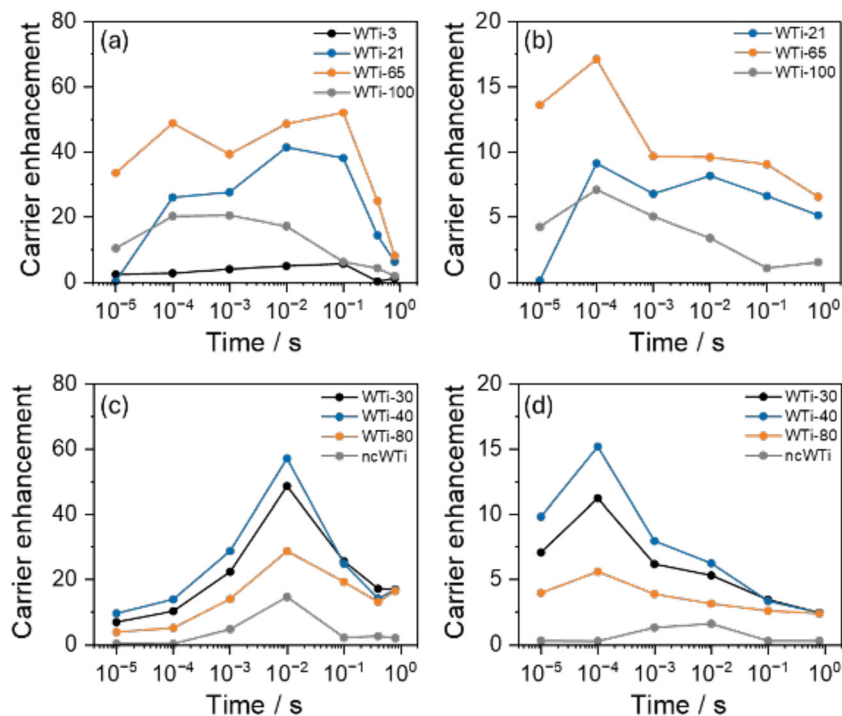 (a)
WTi-3
WTi-21
WTi-65
WTi-100
Carrier enhancement
80
60
40
20
0
10⁻⁵ 10⁻⁴ 10⁻³ 10⁻² 10⁻¹ 10⁰
Time / s
(b)
WTi-21
WTi-65
WTi-100
Carrier enhancement
20
15
10
5
0
10⁻⁵ 10⁻⁴ 10⁻³ 10⁻² 10⁻¹ 10⁰
Time / s
(c)
WTi-30
WTi-40
WTi-80
ncWTi
Carrier enhancement
80
60
40
20
0
10⁻⁵ 10⁻⁴ 10⁻³ 10⁻² 10⁻¹ 10⁰
Time / s
(d)
WTi-30
WTi-40
WTi-80
ncWTi
Carrier enhancement
20
15
10
5
0
10⁻⁵ 10⁻⁴ 10⁻³ 10⁻² 10⁻¹ 10⁰
Time / s